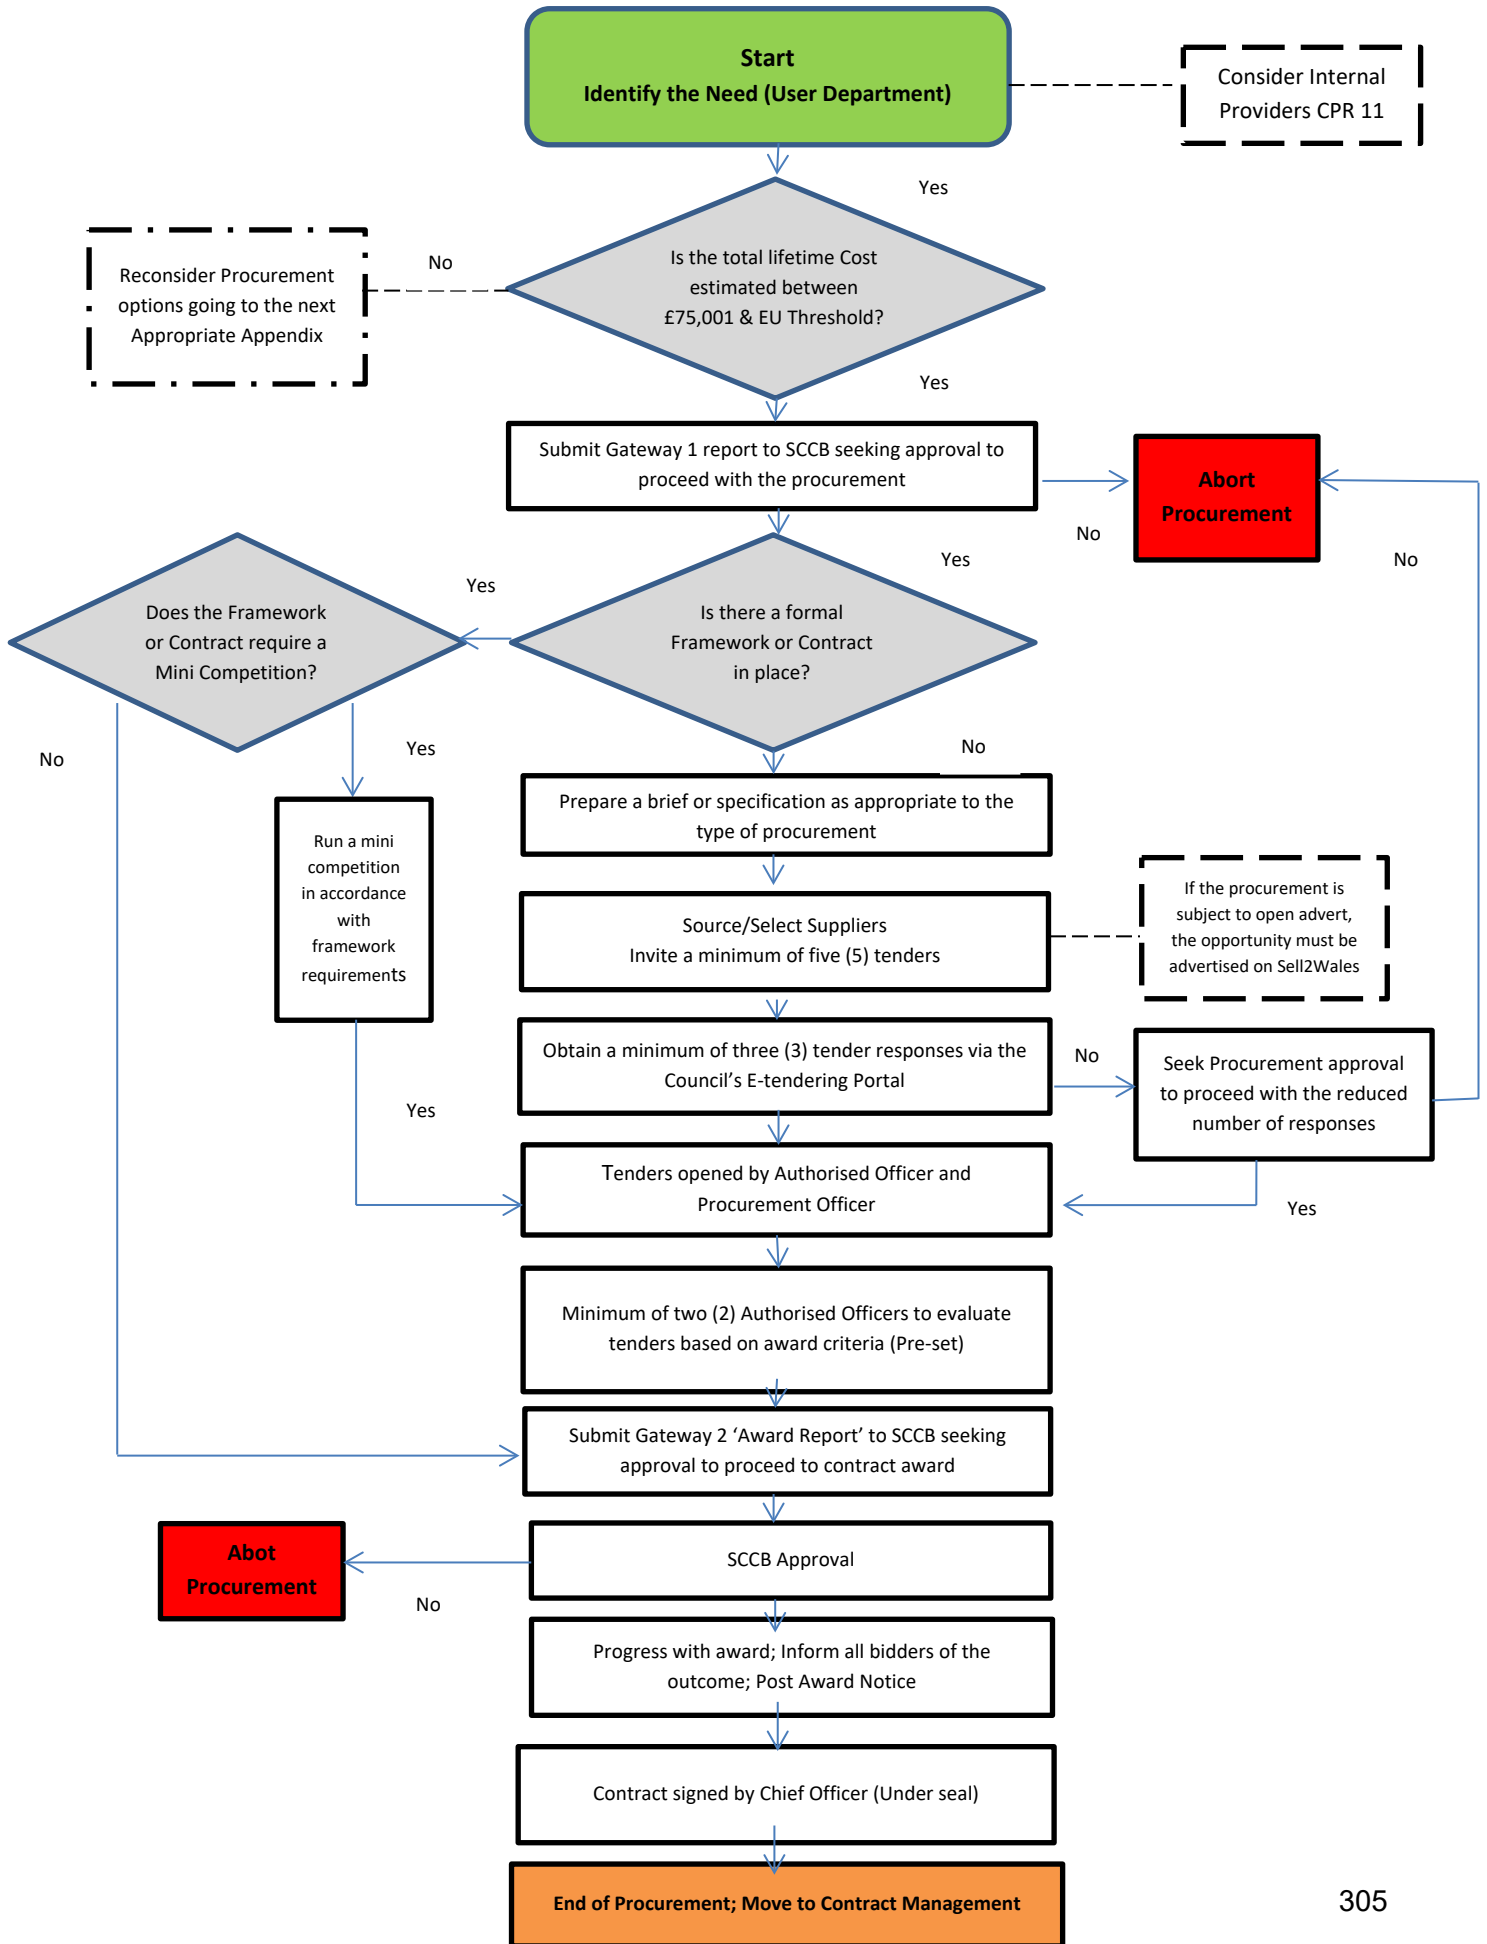 Start
Identify the Need (User Department)
Consider Internal
Providers CPR 11
Yes
Is the total lifetime Cost
estimated between
£75,001 & EU Threshold?
No
Reconsider Procurement
options going to the next
Appropriate Appendix
Yes
Submit Gateway 1 report to SCCB seeking approval to
proceed with the procurement
Abort
Procurement
No
No
Yes
Is there a formal
Framework or Contract
in place?
Yes
Does the Framework
or Contract require a
Mini Competition?
No
Yes
No
Prepare a brief or specification as appropriate to the
type of procurement
Run a mini
competition
in accordance
with
framework
requirements
Source/Select Suppliers
Invite a minimum of five (5) tenders
If the procurement is
subject to open advert,
the opportunity must be
advertised on Sell2Wales
Obtain a minimum of three (3) tender responses via the
Council’s E-tendering Portal
No
Seek Procurement approval
to proceed with the reduced
number of responses
Yes
Tenders opened by Authorised Officer and
Procurement Officer
Yes
Minimum of two (2) Authorised Officers to evaluate
tenders based on award criteria (Pre-set)
Submit Gateway 2 ‘Award Report’ to SCCB seeking
approval to proceed to contract award
SCCB Approval
Abot
Procurement
No
Progress with award; Inform all bidders of the
outcome; Post Award Notice
Contract signed by Chief Officer (Under seal)
End of Procurement; Move to Contract Management
305